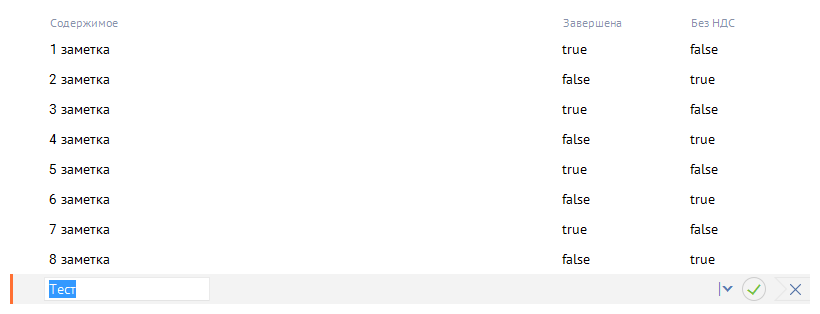 Содержимое Завершена Без НДС
1 заметка true false
2 заметка false true
3 заметка true false
4 заметка false true
5 заметка true false
6 заметка false true
7 заметка true false
8 заметка false true
Тест